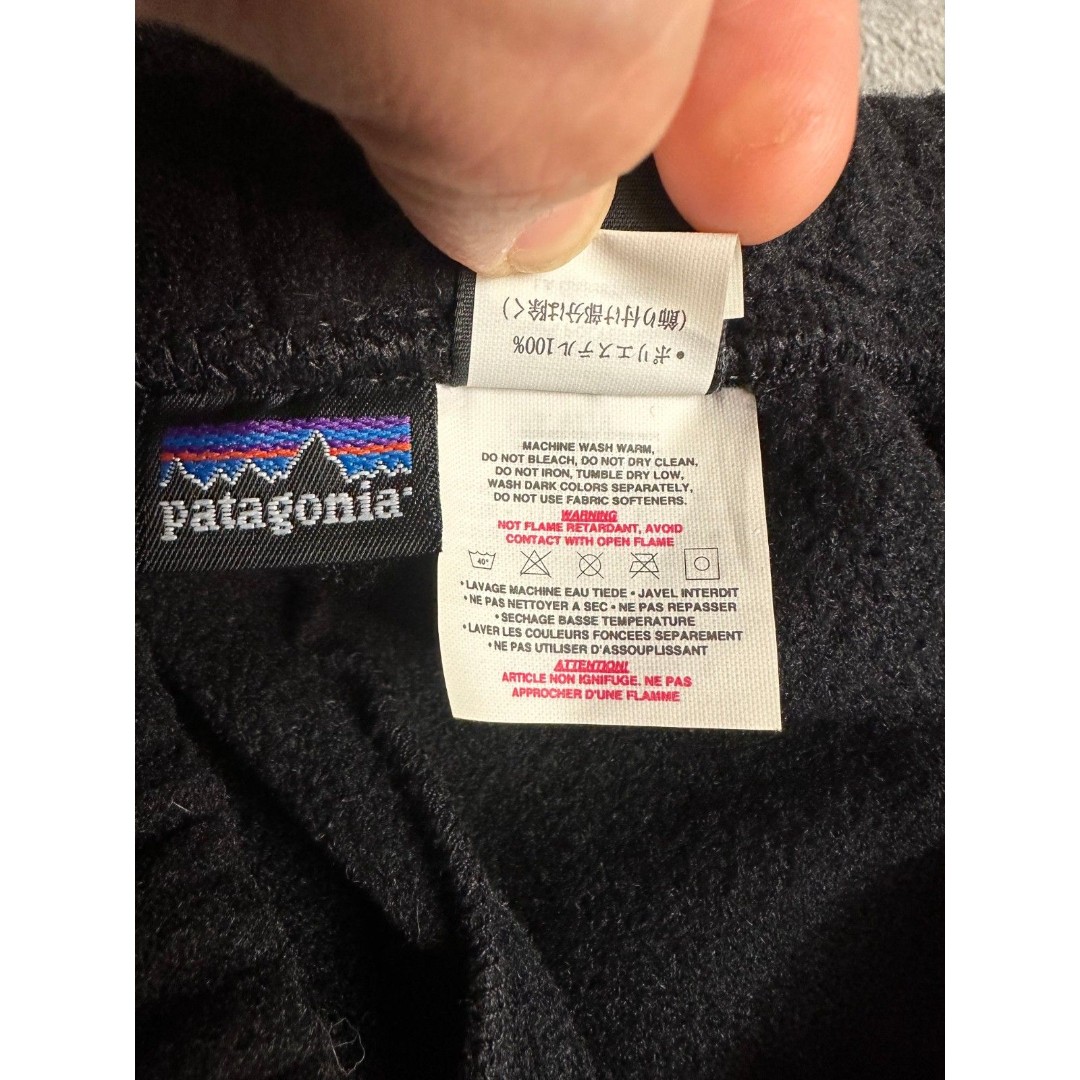 • ポリエステル 100%
(飾り付け部分は除く)
patagonia
MACHINE WASH WARM,
DO NOT BLEACH, DO NOT DRY CLEAN,
DO NOT IRON, TUMBLE DRY LOW,
WASH DARK COLORS SEPARATELY,
DO NOT USE FABRIC SOFTENERS.
WARNING
NOT FLAME RETARDANT, AVOID
CONTACT WITH OPEN FLAME
40°
• LAVAGE MACHINE EAU TIEDE • JAVEL INTERDIT
• NE PAS NETTOYER A SEC • NE PAS REPASSER
• SECHAGE BASSE TEMPERATURE
• LAVER LES COULEURS FONCEES SEPAREMENT
• NE PAS UTILISER D'ASSOUPLISSANT
ATTENTION!
ARTICLE NON IGNIFUGE. NE PAS
APPROCHER D'UNE FLAMME